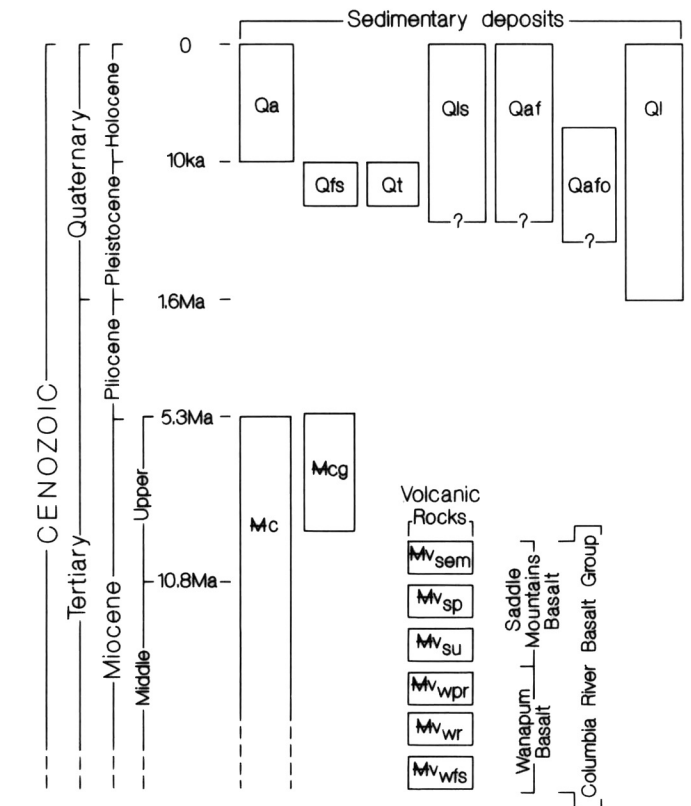 Sedimentary deposits
0
Qa
Qls
Qaf
Ql
10ka
Qfs
Qt
Qafo
?
?
?
1.6Ma
5.3Ma
Mc
Mcg
10.8Ma
CENOZOIC
Quaternary
Tertiary
Holocene
Pleistocene
Pliocene
Miocene
Upper
Middle
Volcanic
Rocks
Mvsem
Mvsp
Mvsu
Mvwpr
Mvwr
Mvwfs
Saddle
Mountains
Basalt
Wanapum
Basalt
Columbia River Basalt Group